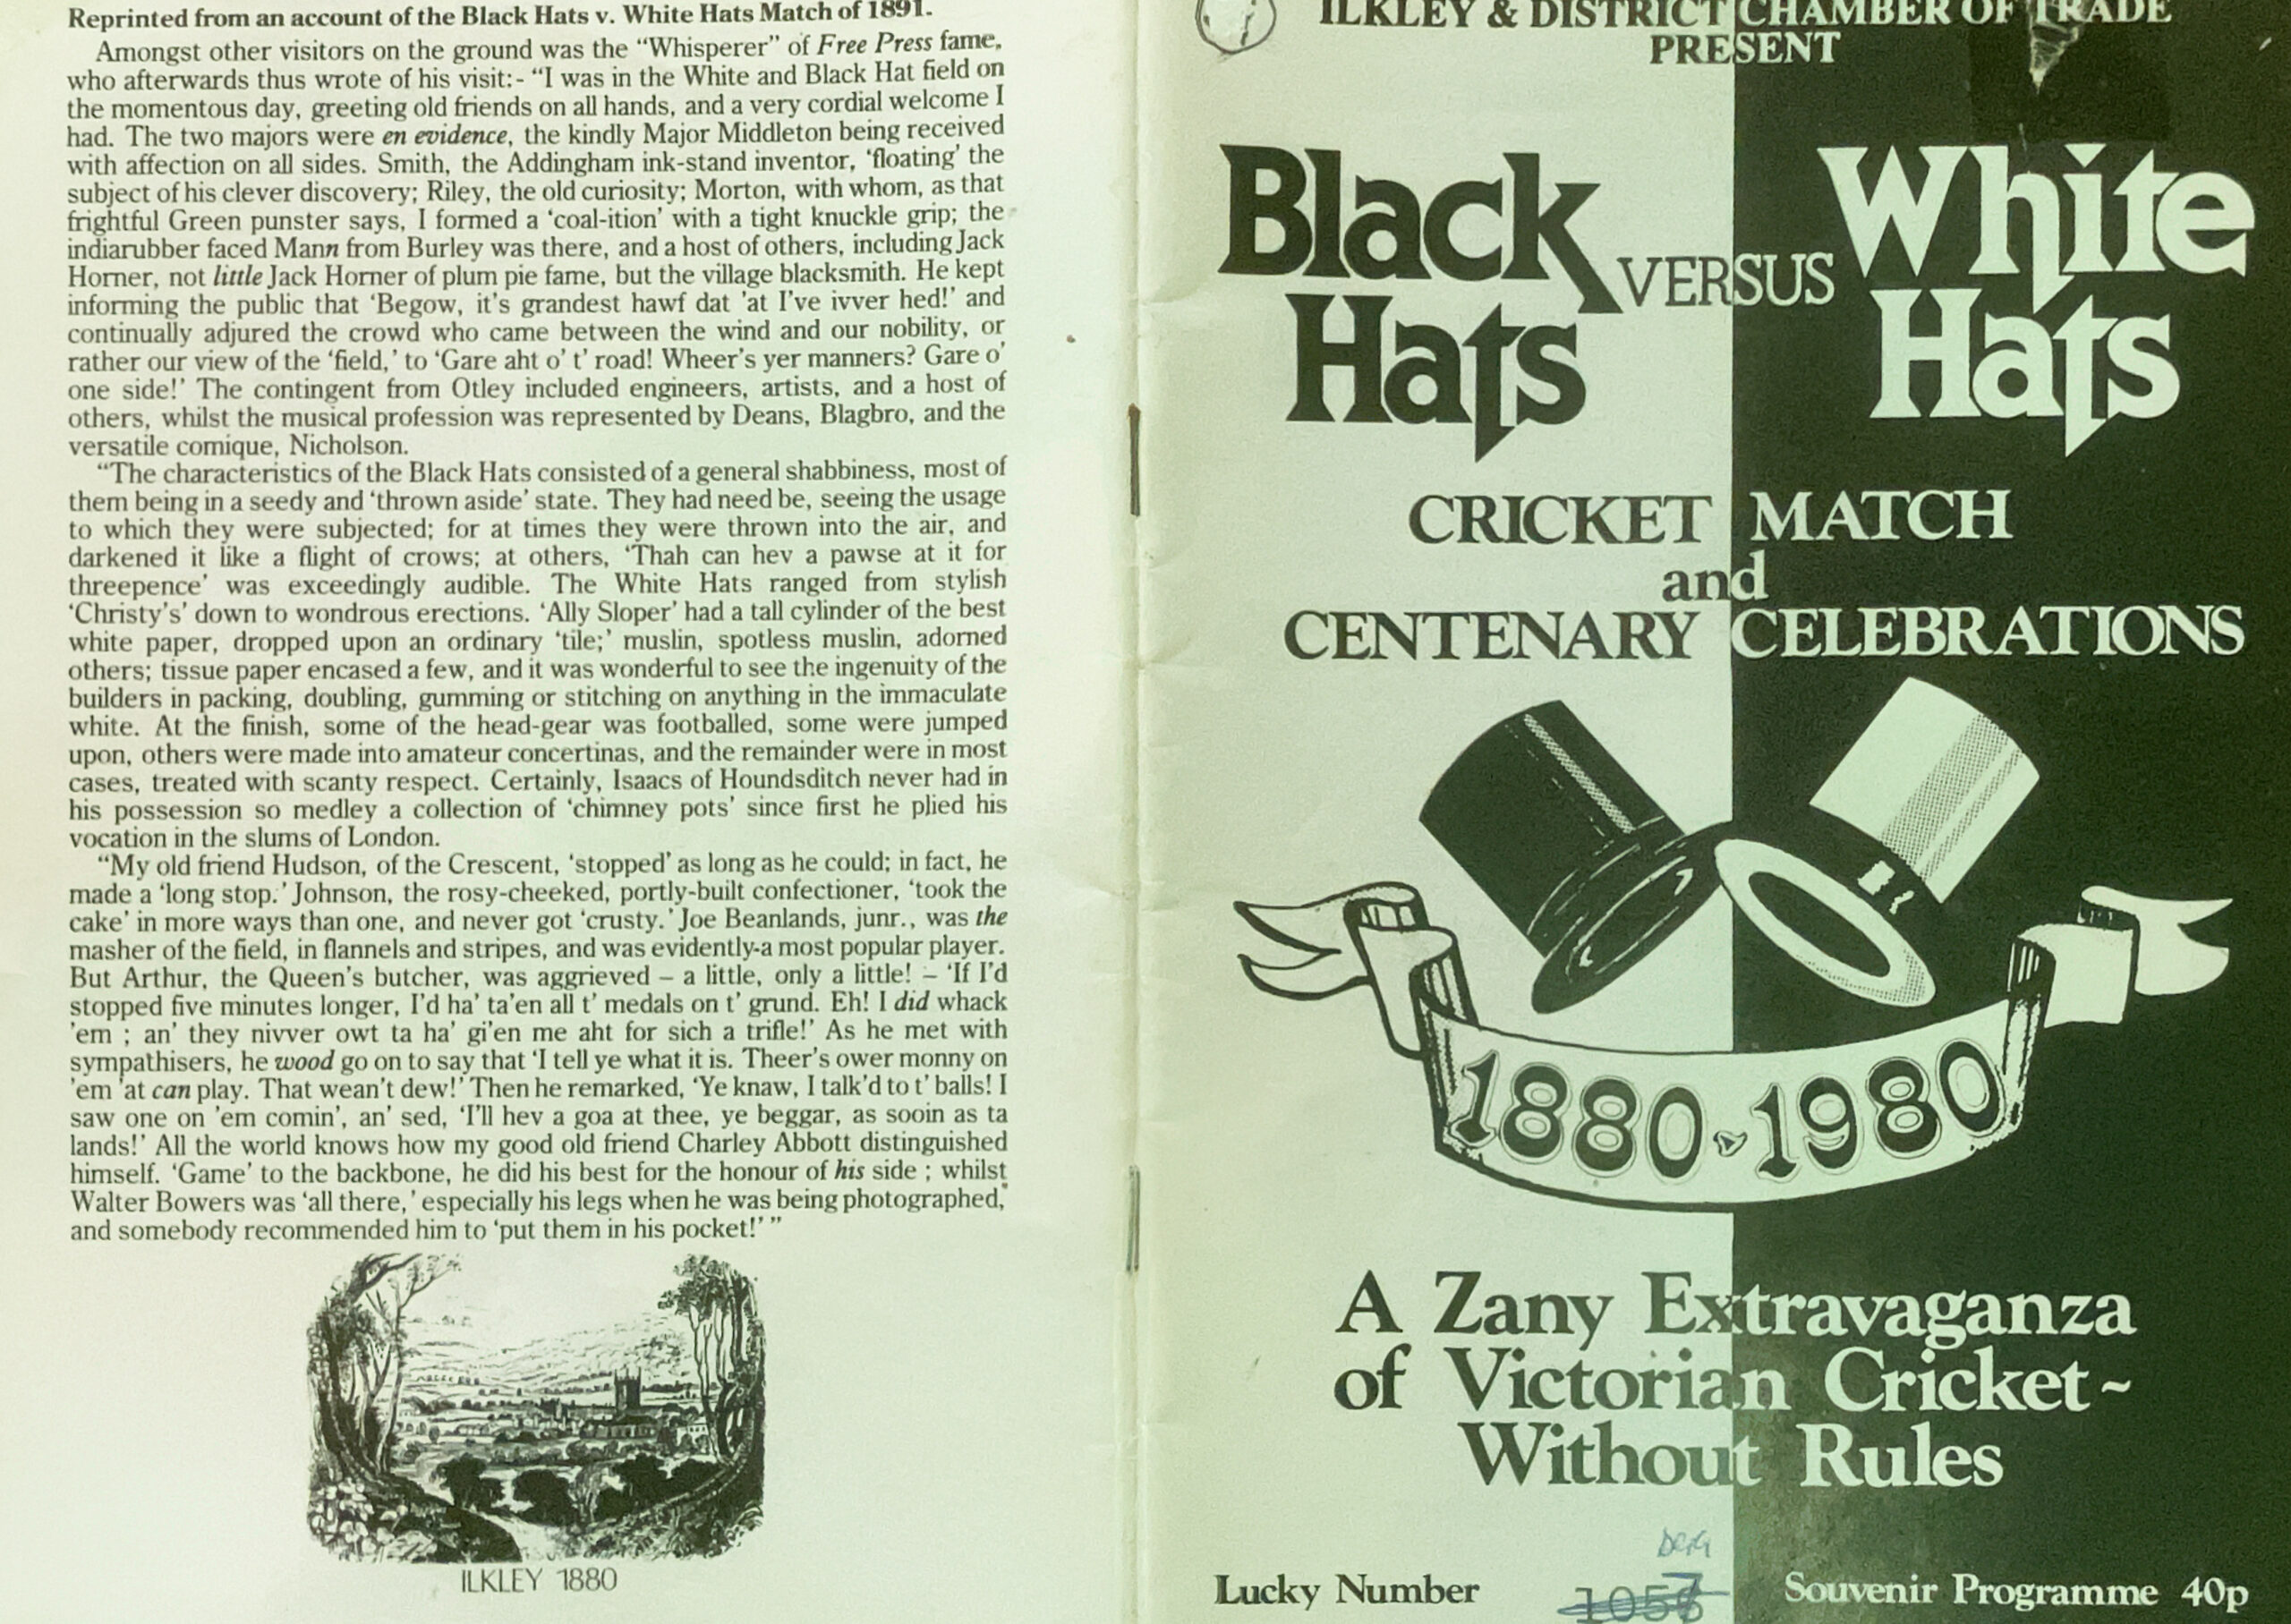 Reprinted from an account of the Black Hats v. White Hats Match of 1891.
Amongst other visitors on the ground was the “Whisperer” of Free Press fame,
who afterwards thus wrote of his visit:- “I was in the White and Black Hat field on
the momentous day, greeting old friends on all hands, and a very cordial welcome I
had. The two majors were en evidence, the kindly Major Middleton being received
with affection on all sides. Smith, the Addingham ink-stand inventor, ‘floating’ the
subject of his clever discovery; Riley, the old curiosity; Morton, with whom, as that
frightful Green punster says, I formed a ‘coal-ition’ with a tight knuckle grip; the
indiarubber faced Mann from Burley was there, and a host of others, including Jack
Horner, not little Jack Horner of plum pie fame, but the village blacksmith. He kept
informing the public that ‘Begow, it's grandest hawf dat 'at I've ivver hed!’ and
continually adjured the crowd who came between the wind and our nobility, or
rather our view of the ‘field,’ to ‘Gare aht o' t' road! Wheer's yer manners? Gare o'
one side!’ The contingent from Otley included engineers, artists, and a host of
others, whilst the musical profession was represented by Deans, Blagbro, and the
versatile comique, Nicholson.
“The characteristics of the Black Hats consisted of a general shabbiness, most of
them being in a seedy and ‘thrown aside’ state. They had need be, seeing the usage
to which they were subjected; for at times they were thrown into the air, and
darkened it like a flight of crows; at others, ‘Thah can hev a pawse at it for
threepence’ was exceedingly audible. The White Hats ranged from stylish
‘Christy's’ down to wondrous erections. ‘Ally Sloper’ had a tall cylinder of the best
white paper, dropped upon an ordinary ‘tile;’ muslin, spotless muslin, adorned
others; tissue paper encased a few, and it was wonderful to see the ingenuity of the
builders in packing, doubling, gumming or stitching on anything in the immaculate
white. At the finish, some of the head-gear was footballed, some were jumped
upon, others were made into amateur concertinas, and the remainder were in most
cases, treated with scanty respect. Certainly, Isaacs of Houndsditch never had in
his possession so medley a collection of ‘chimney pots’ since first he plied his
vocation in the slums of London.
“My old friend Hudson, of the Crescent, ‘stopped’ as long as he could; in fact, he
made a ‘long stop.’ Johnson, the rosy-cheeked, portly-built confectioner, ‘took the
cake’ in more ways than one, and never got ‘crusty.’ Joe Beanlands, junr., was the
masher of the field, in flannels and stripes, and was evidently-a most popular player.
But Arthur, the Queen's butcher, was aggrieved – a little, only a little! – ‘If I'd
stopped five minutes longer, I'd ha' ta'en all t' medals on t' grund. Eh! I did whack
'em ; an' they nivver owt ta ha' gi'en me aht for sich a trifle!’ As he met with
sympathisers, he wood go on to say that ‘I tell ye what it is. Theer's ower monny on
'em 'at can play. That wean't dew!’ Then he remarked, ‘Ye knaw, I talk'd to t' balls! I
saw one on 'em comin', an' sed, ‘I'll hev a goa at thee, ye beggar, as sooin as ta
lands!’ All the world knows how my good old friend Charley Abbott distinguished
himself. ‘Game’ to the backbone, he did his best for the honour of his side ; whilst
Walter Bowers was ‘all there,’ especially his legs when he was being photographed,
and somebody recommended him to ‘put them in his pocket!’ ”
ILKLEY 1880
ILKLEY & DISTRICT CHAMBER OF TRADE
PRESENT
Black Hats VERSUS White Hats
CRICKET MATCH
and
CENTENARY CELEBRATIONS
1880-1980
A Zany Extravaganza
of Victorian Cricket~
Without Rules
Lucky Number
Souvenir Programme 40p